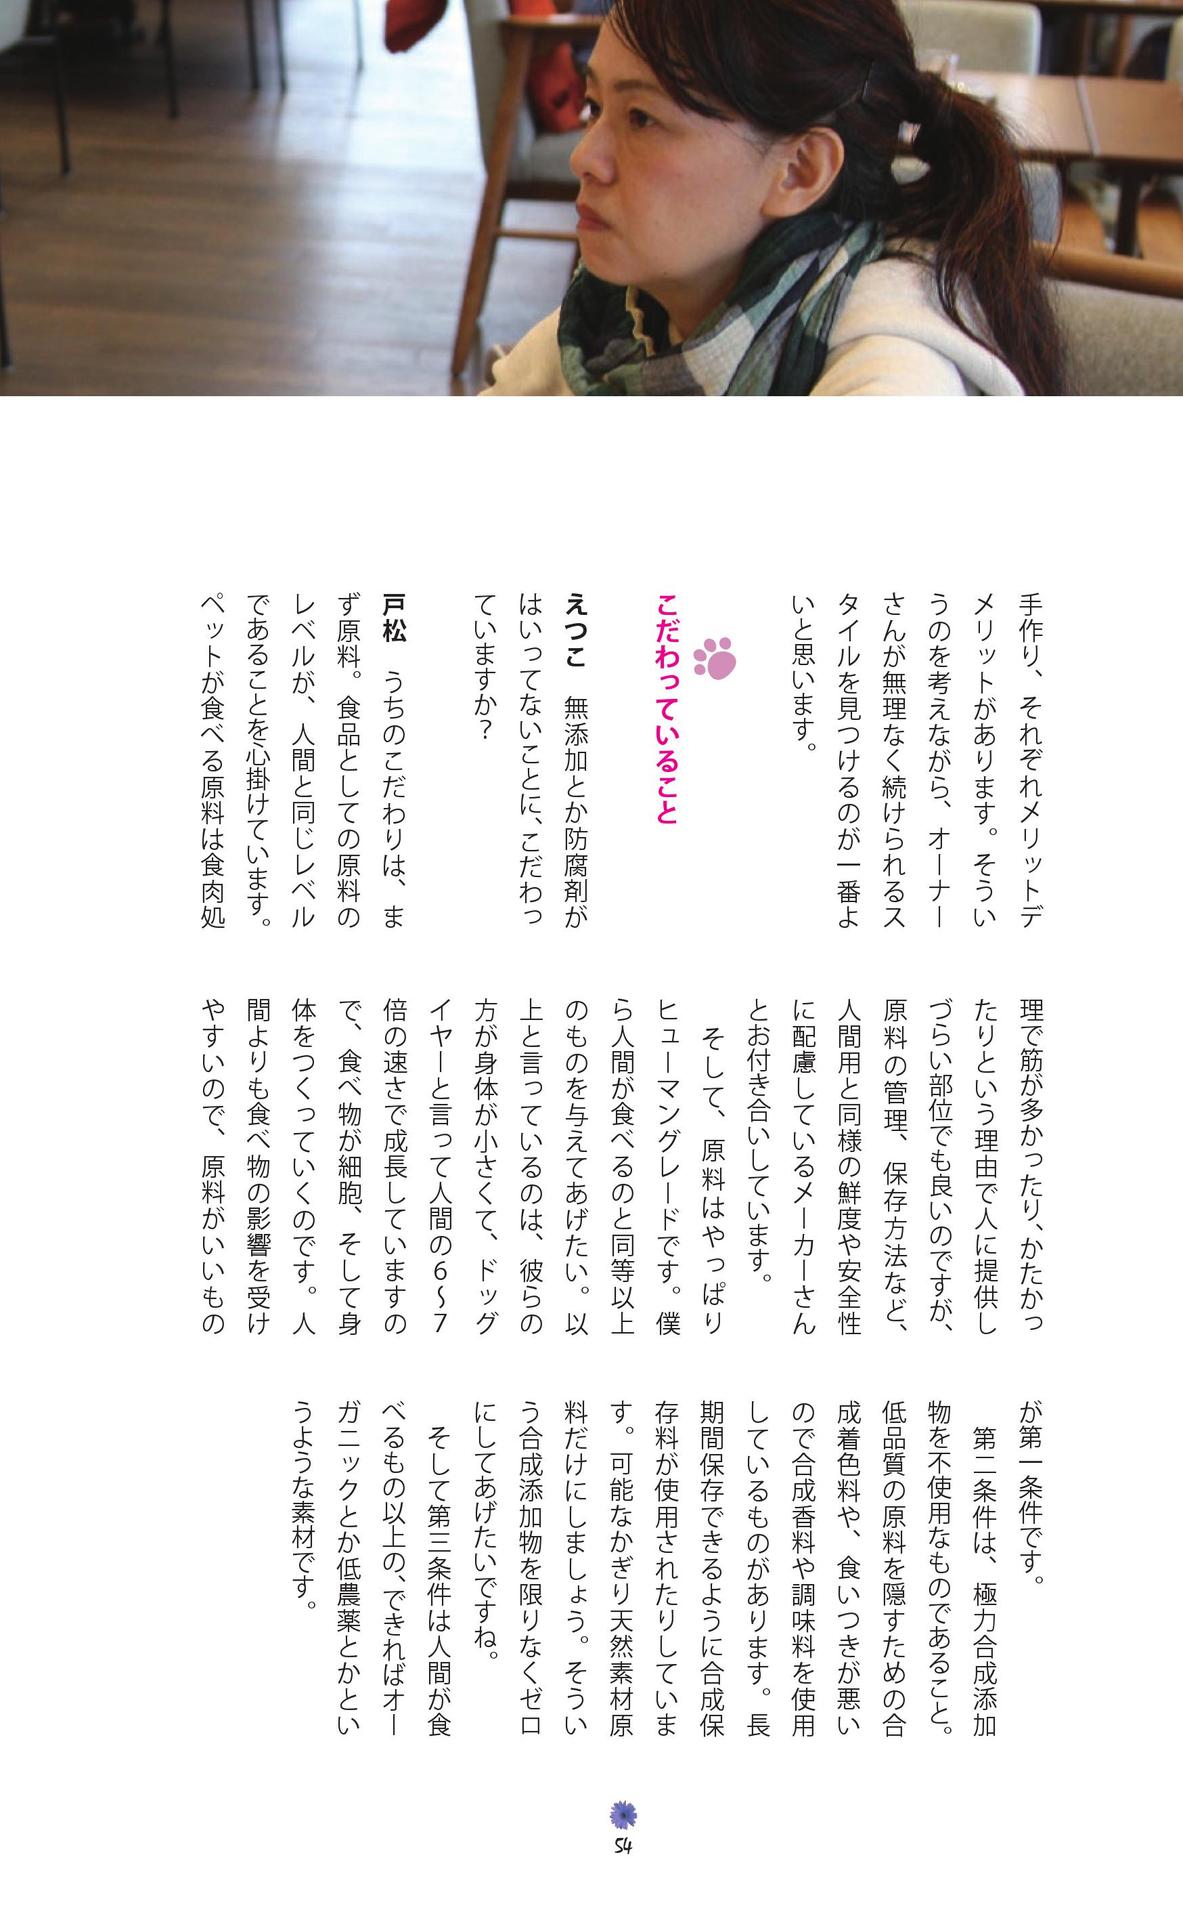 手作り、それぞれメリットデ
メリットがあります。そうい
うのを考えながら、オーナー
さんが無理なく続けられるス
タイルを見つけるのが一番よ
いと思います。
こだわっていること
えつこ　無添加とか防腐剤が
はいってないことに、こだわっ
ていますか？
戸松　うちのこだわりは、ま
ず原料。食品としての原料の
レベルが、人間と同じレベル
であることを心掛けています。
ペットが食べる原料は食肉処
理で筋が多かったり、かたかっ
たりという理由で人に提供し
づらい部位でも良いのですが、
原料の管理、保存方法など、
人間用と同様の鮮度や安全性
に配慮しているメーカーさん
とお付き合いしています。
　そして、原料はやっぱり
ヒューマングレードです。僕
ら人間が食べるのと同等以上
のものを与えてあげたい。以
上と言っているのは、彼らの
方が身体が小さくて、ドッグ
イヤーと言って人間の6〜7
倍の速さで成長していますの
で、食べ物が細胞、そして身
体をつくっていくのです。人
間よりも食べ物の影響を受け
やすいので、原料がいいもの
が第一条件です。
　第二条件は、極力合成添加
物を不使用なものであること。
低品質の原料を隠すための合
成着色料や、食いつきが悪い
ので合成香料や調味料を使用
しているものがあります。長
期間保存できるように合成保
存料が使用されたりしていま
す。可能なかぎり天然素材原
料だけにしましょう。そうい
う合成添加物を限りなくゼロ
にしてあげたいですね。
　そして第三条件は人間が食
べるもの以上の、できればオー
ガニックとか低農薬とかとい
うような素材です。
54